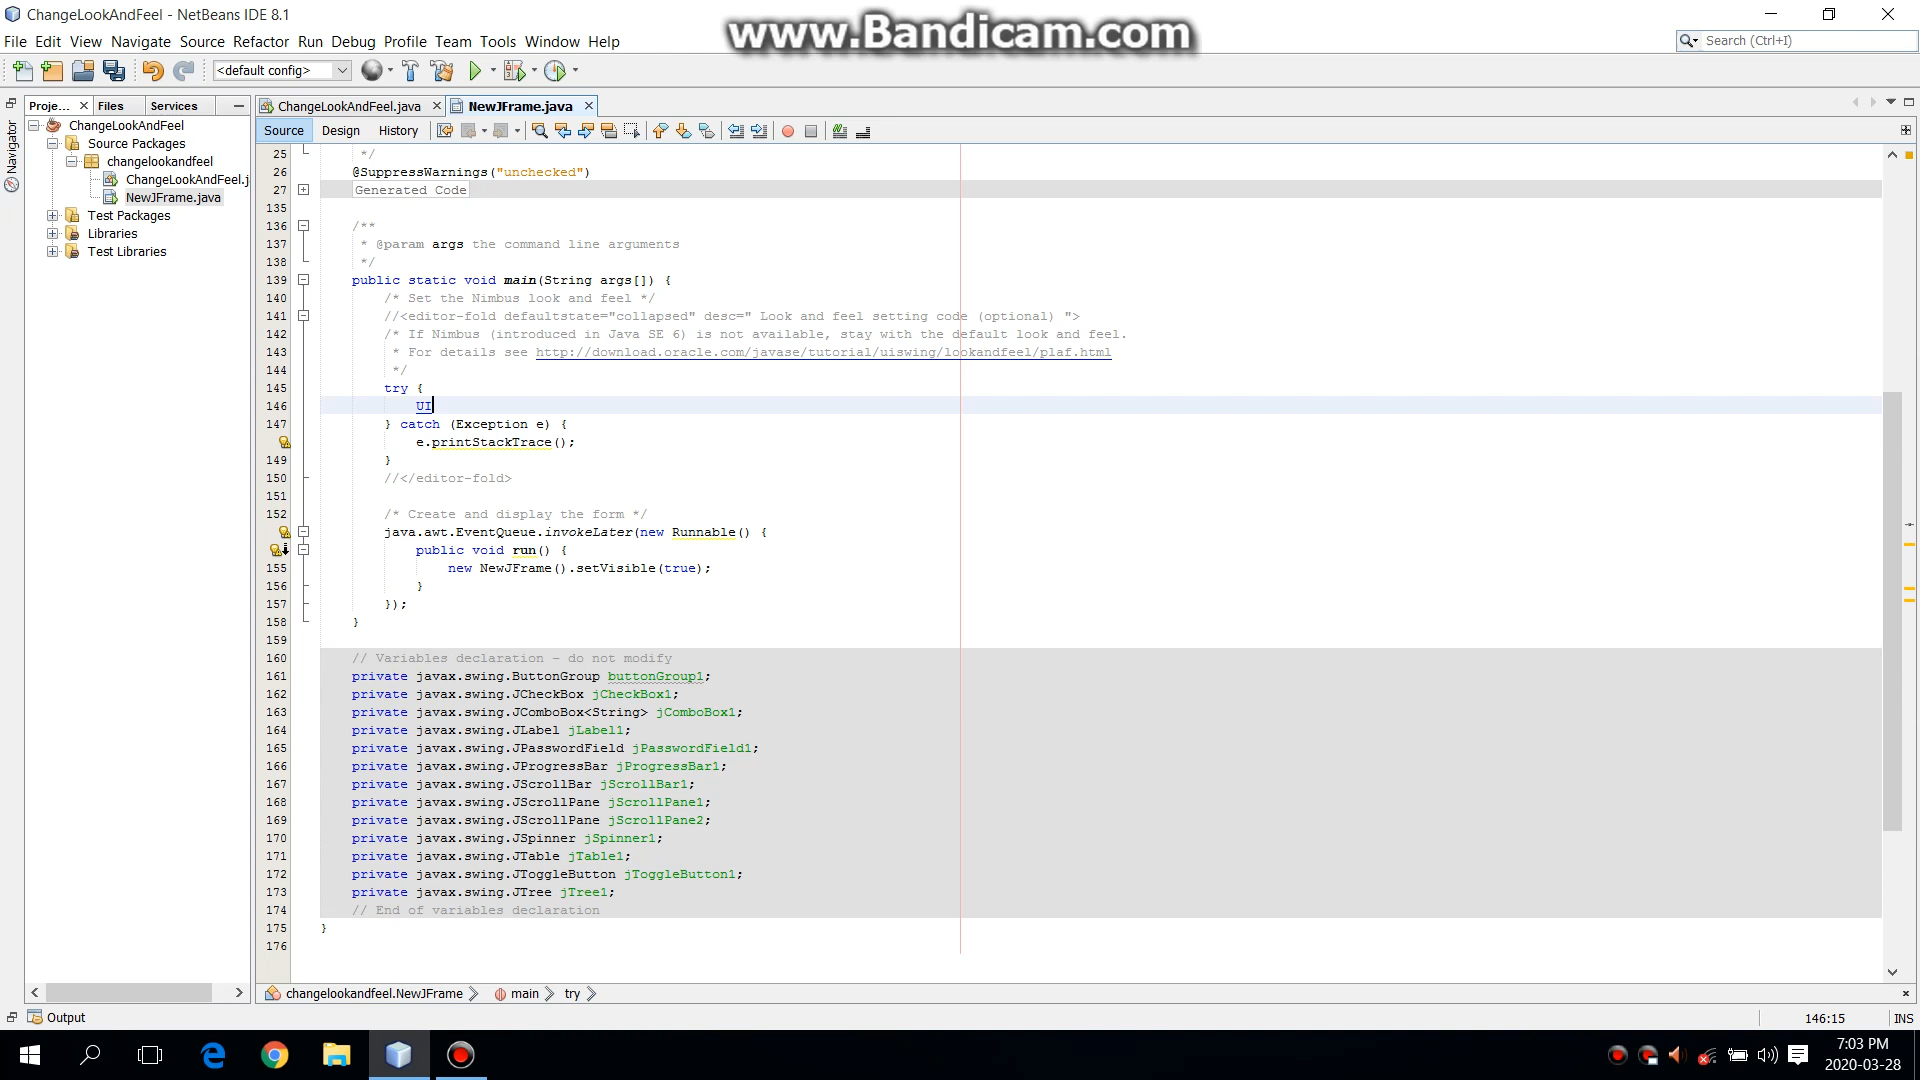 ChangeLookAndFeel - NetBeans IDE 8.1
www.Bandicam.com
File Edit View Navigate Source Refactor Run Debug Profile Team Tools Window Help
Search (Ctrl+I)
<default config>
Proje... Files Services
ChangeLookAndFeel.java NewJFrame.java
Source Design History
Navigator
ChangeLookAndFeel
Source Packages
changelookandfeel
ChangeLookAndFeel.j
NewJFrame.java
Test Packages
Libraries
Test Libraries
25 */
26 @SuppressWarnings("unchecked")
27 Generated Code
135
136 /**
137 * @param args the command line arguments
138 */
139 public static void main(String args[]) {
140 /* Set the Nimbus look and feel */
141 //<editor-fold defaultstate="collapsed" desc=" Look and feel setting code (optional) ">
142 /* If Nimbus (introduced in Java SE 6) is not available, stay with the default look and feel.
143 * For details see http://download.oracle.com/javase/tutorial/uiswing/lookandfeel/plaf.html
144 */
145 try {
146 UI
147 } catch (Exception e) {
e.printStackTrace();
149 }
150 //</editor-fold>
151
152 /* Create and display the form */
java.awt.EventQueue.invokeLater(new Runnable() {
public void run() {
155 new NewJFrame().setVisible(true);
156 }
157 });
158 }
159
160 // Variables declaration - do not modify
161 private javax.swing.ButtonGroup buttonGroup1;
162 private javax.swing.JCheckBox jCheckBox1;
163 private javax.swing.JComboBox<String> jComboBox1;
164 private javax.swing.JLabel jLabel1;
165 private javax.swing.JPasswordField jPasswordField1;
166 private javax.swing.JProgressBar jProgressBar1;
167 private javax.swing.JScrollBar jScrollBar1;
168 private javax.swing.JScrollPane jScrollPane1;
169 private javax.swing.JScrollPane jScrollPane2;
170 private javax.swing.JSpinner jSpinner1;
171 private javax.swing.JTable jTable1;
172 private javax.swing.JToggleButton jToggleButton1;
173 private javax.swing.JTree jTree1;
174 // End of variables declaration
175 }
176
changelookandfeel.NewJFrame main try
Output
146:15 INS
7:03 PM
2020-03-28